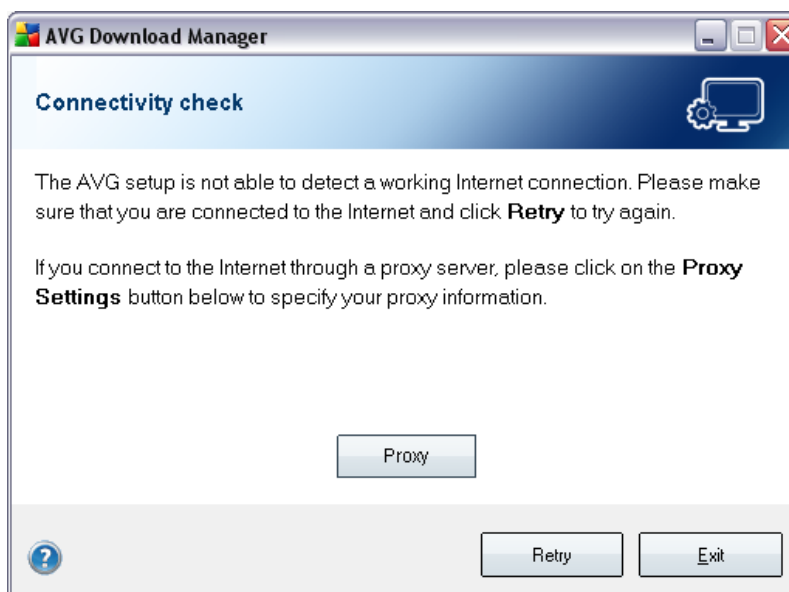 AVG Download Manager
Connectivity check
The AVG setup is not able to detect a working Internet connection. Please make
sure that you are connected to the Internet and click Retry to try again.
If you connect to the Internet through a proxy server, please click on the Proxy
Settings button below to specify your proxy information.
Proxy
?
Retry
Exit